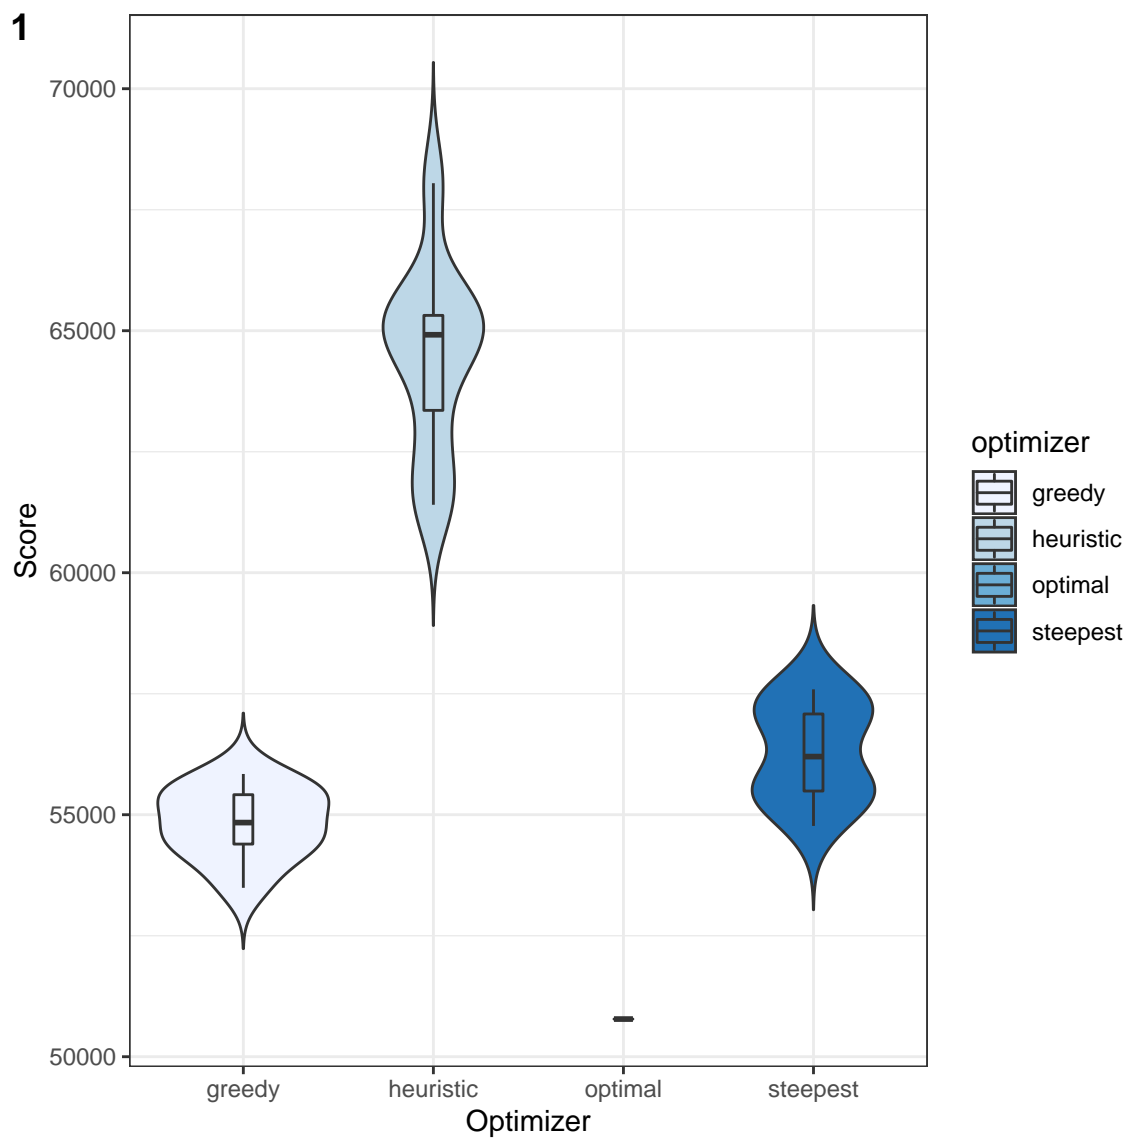 1
70000
65000
60000
55000
50000
Score
greedy
heuristic
optimal
steepest
Optimizer
optimizer
greedy
heuristic
optimal
steepest